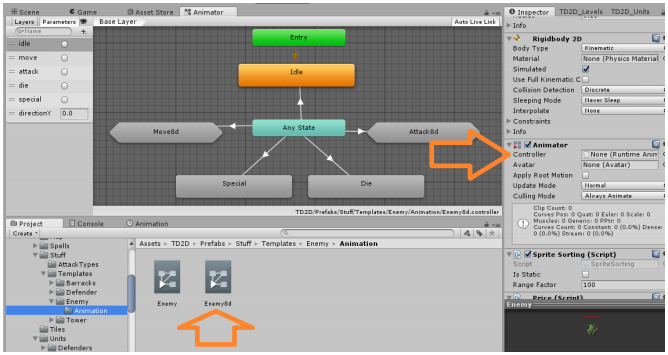 Scene
Game
Asset Store
Animator
Layers Parameters
Base Layer
Auto Live Link
Name
idle
move
attack
die
special
directionY 0.0
Entry
Idle
Any State
Move8d
Attack8d
Special
Die
TD2D/Prefabs/Stuff/Templates/Enemy/Animation/Enemy8d.controller
Project
Console
Animation
Create
Spells
Stuff
AttackTypes
Templates
Barracks
Defender
Enemy
Animation
Tower
Tiles
Units
Defenders
Assets TD2D Prefabs Stuff Templates Enemy Animation
Enemy
Enemy8d
Inspector TD2D_Levels TD2D_Units
Info
Rigidbody 2D
Body Type Kinematic
Material None (Physics Material
Simulated
Use Full Kinematic C
Collision Detection Discrete
Sleeping Mode Never Sleep
Interpolate None
Constraints
Info
Animator
Controller None (Runtime Anim
Avatar None (Avatar)
Apply Root Motion
Update Mode Normal
Culling Mode Always Animate
Clip Count: 0
Curves Pos: 0 Quat: 0 Euler: 0 Scale: 0
Muscles: 0 Generic: 0 PPtr: 0
Curves Count: 0 Constant: 0 (0.0%) Dense:
0 (0.0%) Stream: 0 (0.0%)
Sprite Sorting (Script)
Script SpriteSorting
Is Static
Range Factor 100
Price (Script)
Enemy